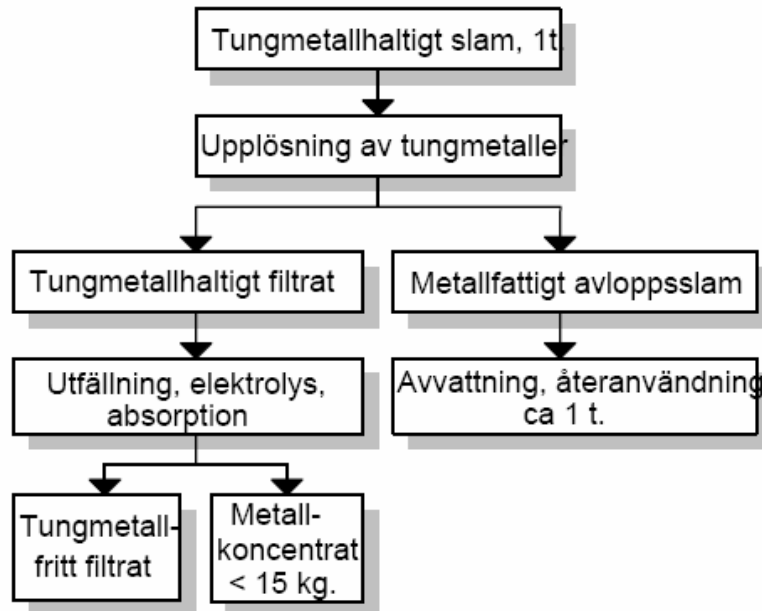 Tungmetallhaltigt slam, 1t.
Upplösning av tungmetaller
Tungmetallhaltigt filtrat
Metallfattigt avloppsslam
Utfällning, elektrolys,
absorption
Avvattning, återanvändning
ca 1 t.
Tungmetall-
fritt filtrat
Metall-
koncentrat
< 15 kg.